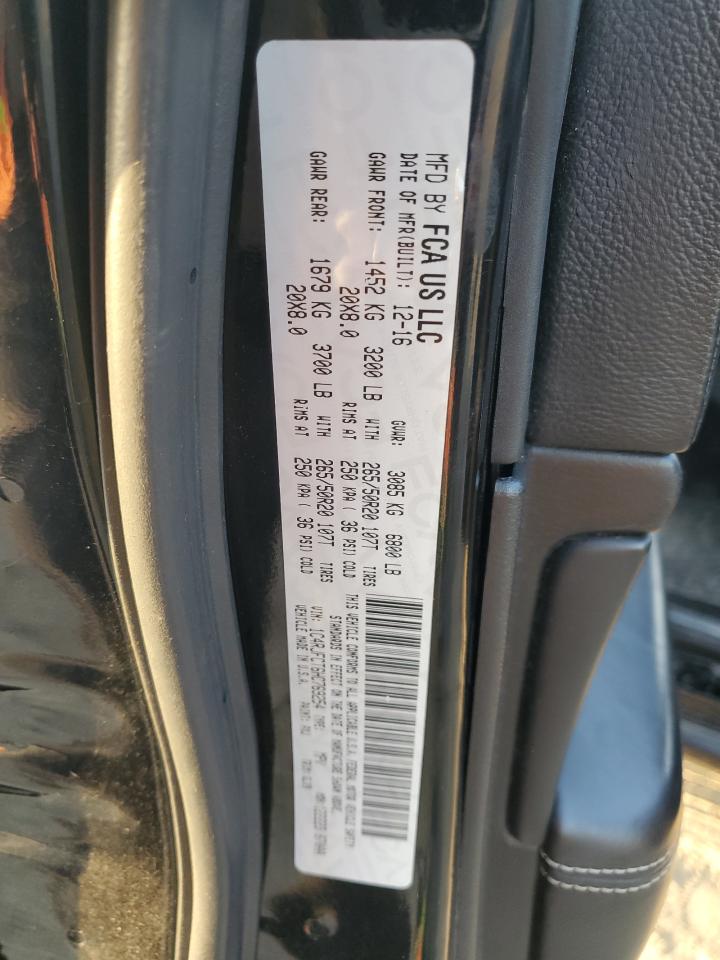 MFD BY FCA US LLC
DATE OF MFR(BUILT): 12-16 GVWR: 3085 KG 6800 LB
GAWR FRONT: 1452 KG 3200 LB WITH 265/50R20 107T TIRES
20X8.0 RIMS AT 250 KPA ( 36 PSI) COLD
GAWR REAR: 1679 KG 3700 LB WITH 265/50R20 107T TIRES
20X8.0 RIMS AT 250 KPA ( 36 PSI) COLD
THIS VEHICLE CONFORMS TO ALL APPLICABLE U.S.A. FEDERAL MOTOR VEHICLE SAFETY
STANDARDS IN EFFECT ON THE DATE OF MANUFACTURE SHOWN ABOVE.
VIN: TYPE: MPV
VEHICLE MADE IN U.S.A. PAINT: